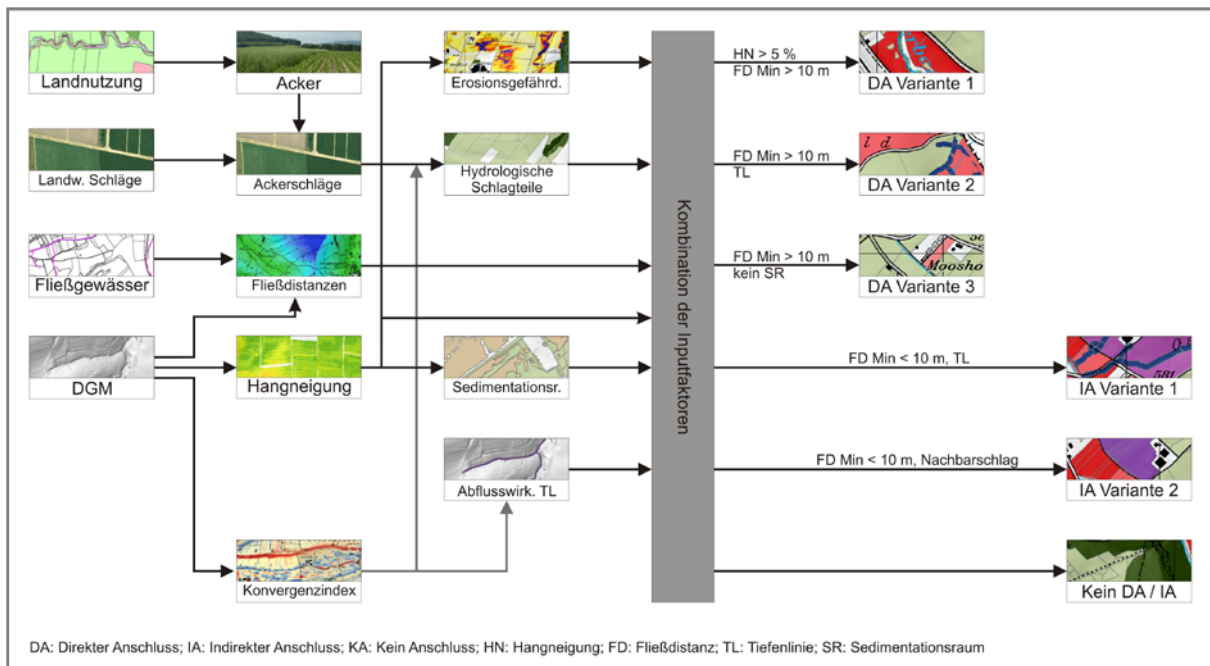 Landnutzung
Acker
Erosionsgefährd.
HN > 5 %
FD Min > 10 m
DA Variante 1
Landw. Schläge
Ackerschläge
Hydrologische
Schlagteile
l d
FD Min > 10 m
TL
DA Variante 2
Fließgewässer
Fließdistanzen
Kombination der Inputfaktoren
FD Min > 10 m
kein SR
Moosho
DA Variante 3
DGM
Hangneigung
Sedimentationsr.
FD Min < 10 m, TL
581
IA Variante 1
Abflusswirk. TL
FD Min < 10 m, Nachbarschlag
IA Variante 2
Konvergenzindex
Kein DA / IA
DA: Direkter Anschluss; IA: Indirekter Anschluss; KA: Kein Anschluss; HN: Hangneigung; FD: Fließdistanz; TL: Tiefenlinie; SR: Sedimentationsraum